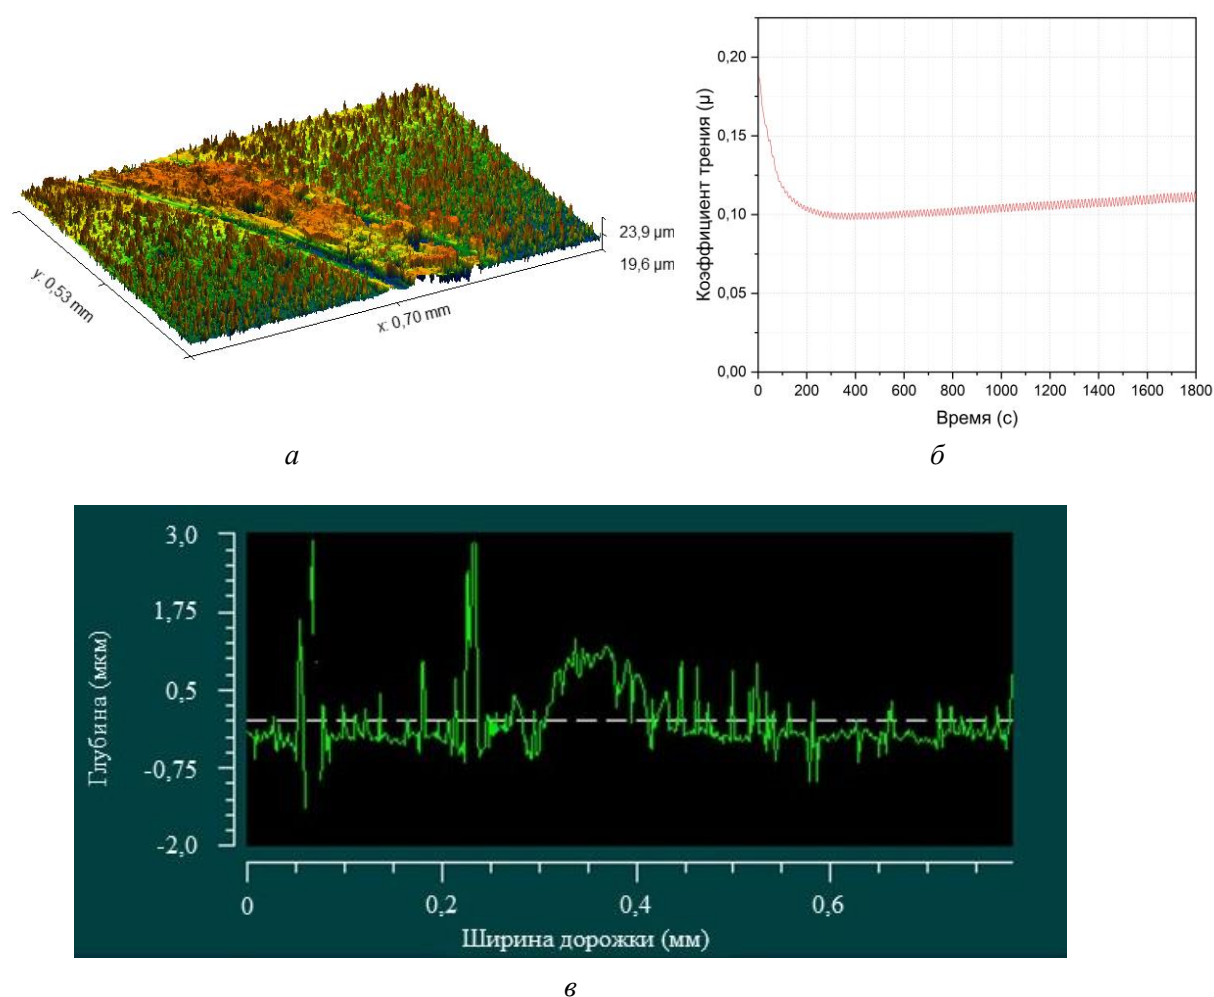 23,9 µm
19,6 µm
y: 0,53 mm
x: 0,70 mm
а
Коэффициент трения (µ)
0,20
0,15
0,10
0,05
0,00
0 200 400 600 800 1000 1200 1400 1600 1800
Время (с)
б
Глубина (мкм)
3,0
1,75
0,5
-0,75
-2,0
0 0,2 0,4 0,6
Ширина дорожки (мм)
в